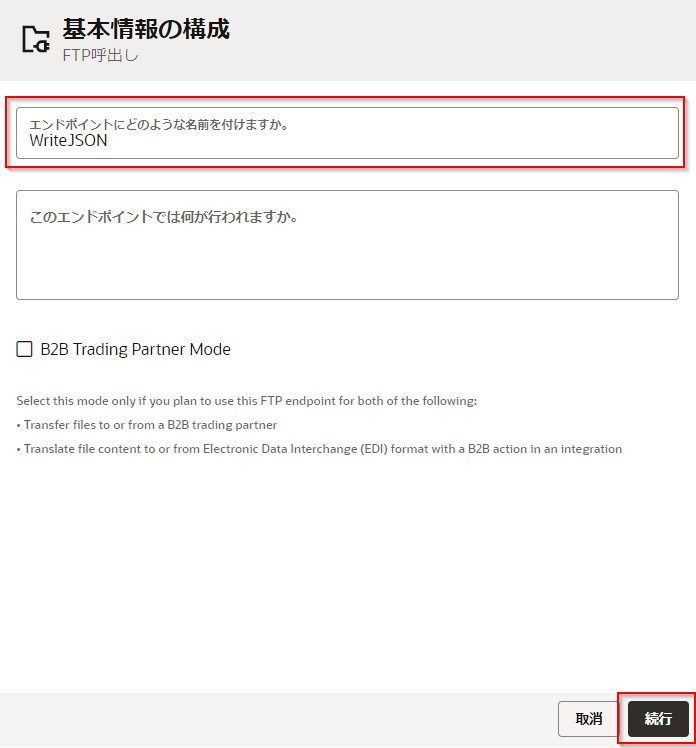 基本情報の構成
FTP呼出し
エンドポイントにどのような名前を付けますか。
WriteJSON
このエンドポイントでは何が行われますか。
B2B Trading Partner Mode
Select this mode only if you plan to use this FTP endpoint for both of the following:
• Transfer files to or from a B2B trading partner
• Translate file content to or from Electronic Data Interchange (EDI) format with a B2B action in an integration
取消
続行